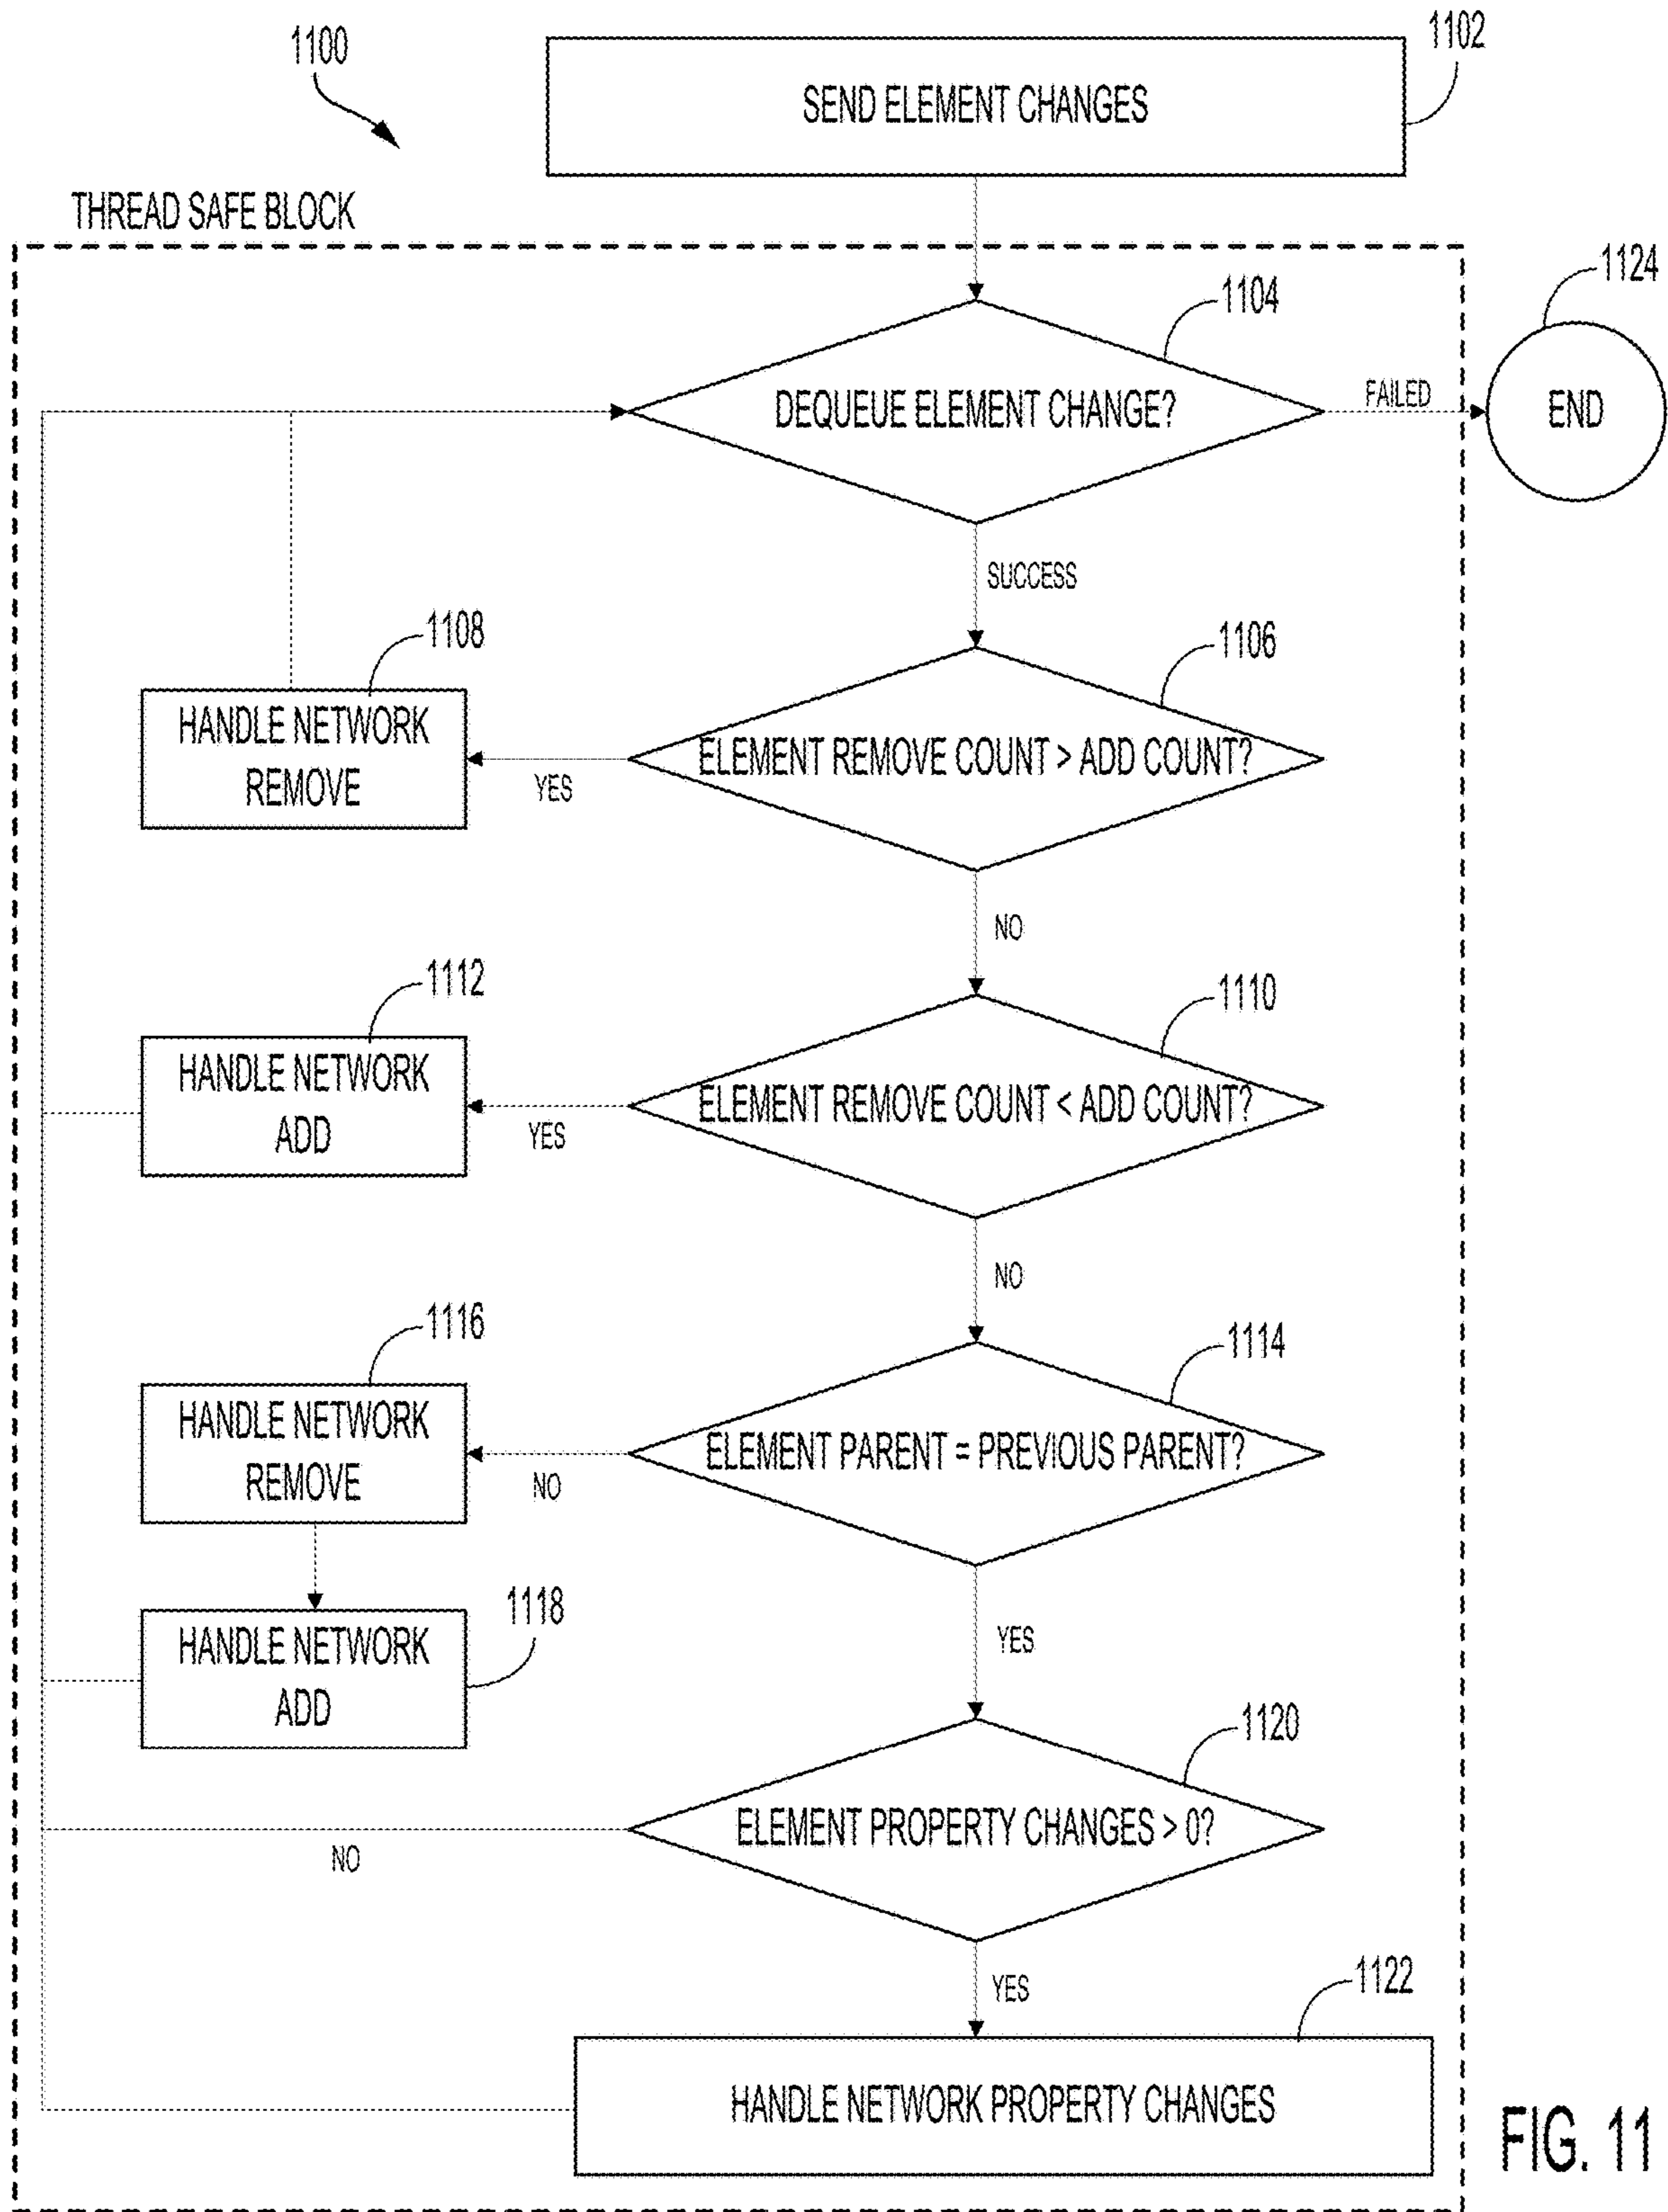 1100
1102
SEND ELEMENT CHANGES
THREAD SAFE BLOCK
1124
1104
DEQUEUE ELEMENT CHANGE?
FAILED
END
SUCCESS
1108
1106
HANDLE NETWORK
REMOVE
YES
ELEMENT REMOVE COUNT > ADD COUNT?
NO
1112
1110
HANDLE NETWORK
ADD
YES
ELEMENT REMOVE COUNT < ADD COUNT?
NO
1116
1114
HANDLE NETWORK
REMOVE
NO
ELEMENT PARENT = PREVIOUS PARENT?
1118
HANDLE NETWORK
ADD
YES
1120
ELEMENT PROPERTY CHANGES > 0?
NO
YES
1122
HANDLE NETWORK PROPERTY CHANGES
FIG. 11